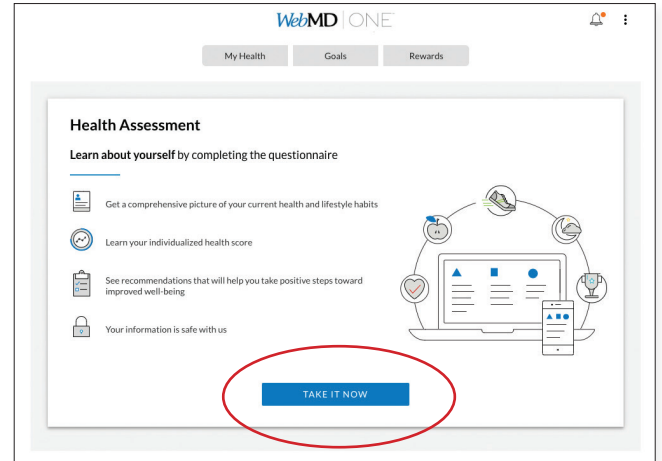 WebMD ONE
My Health Goals Rewards
Health Assessment
Learn about yourself by completing the questionnaire
Get a comprehensive picture of your current health and lifestyle habits
Learn your individualized health score
See recommendations that will help you take positive steps toward
improved well-being
Your information is safe with us
TAKE IT NOW